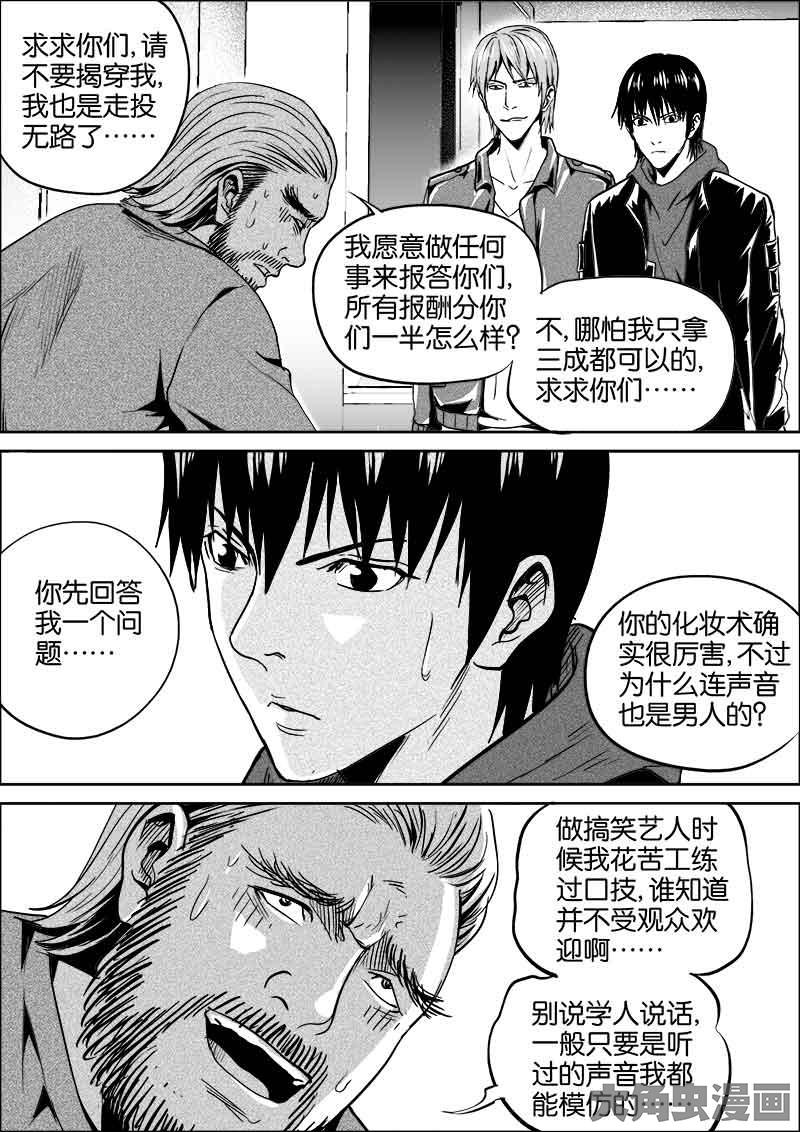 求求你们,请
不要揭穿我,
我也是走投
无路了……
我愿意做任何
事来报答你们,
所有报酬分你
们一半怎么样?
不,哪怕我只拿
三成都可以的,
求求你们……
你先回答
我一个问
题……
你的化妆术确
实很厉害,不过
为什么连声音
也是男人的?
做搞笑艺人时
候我花苦工练
过口技,谁知道
并不受观众欢
迎啊……
别说学人说话,
一般只要是听
过的声音我都
能模仿的……
大角虫漫画